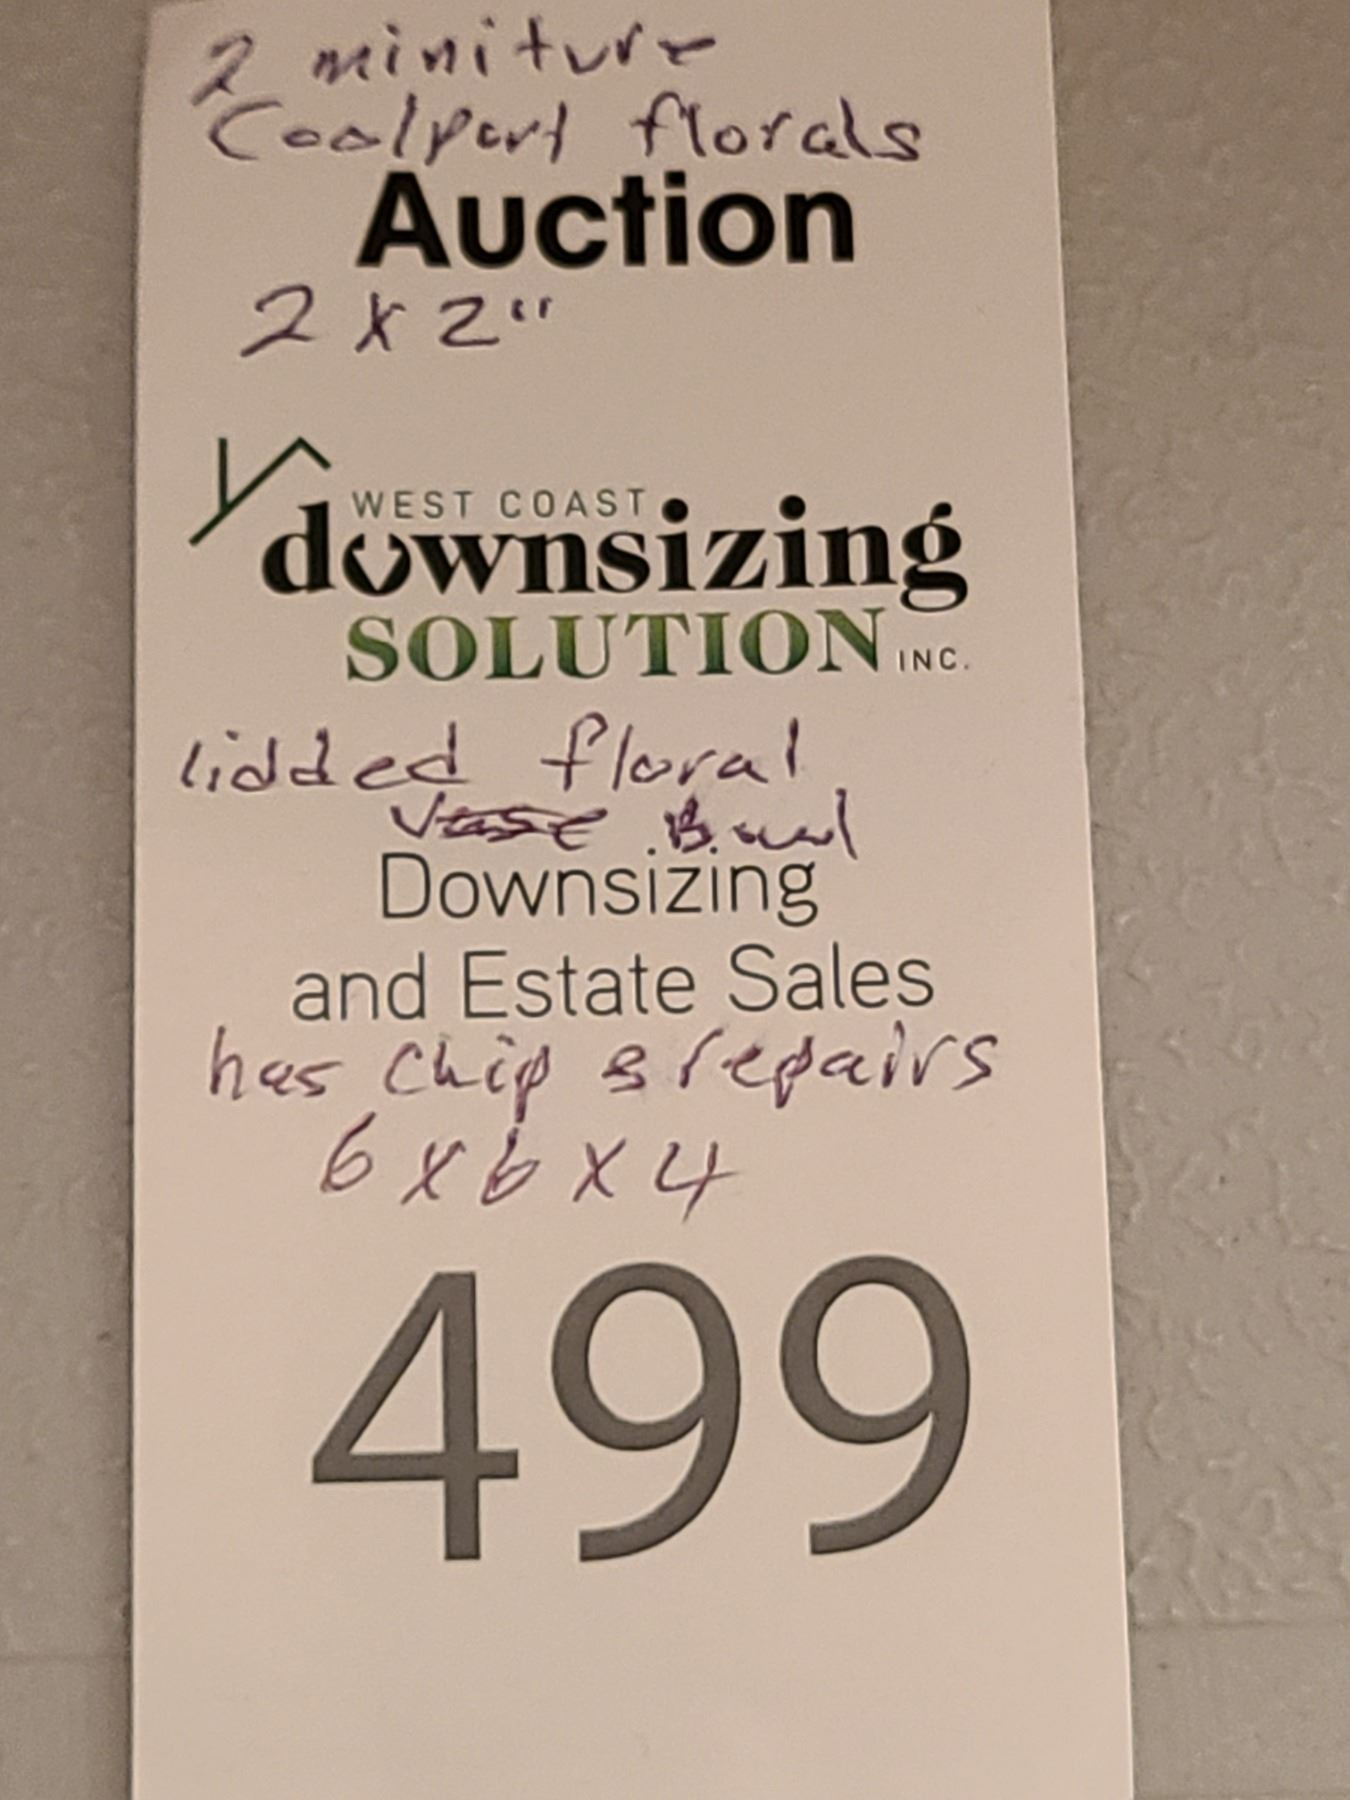 2 miniture
Coalport florals
Auction
2 x 2"
WEST COAST
downsizing
SOLUTION INC.
lidded floral
Vase Bowl
Downsizing
and Estate Sales
has chip & repairs
6 x 6 x 4
499